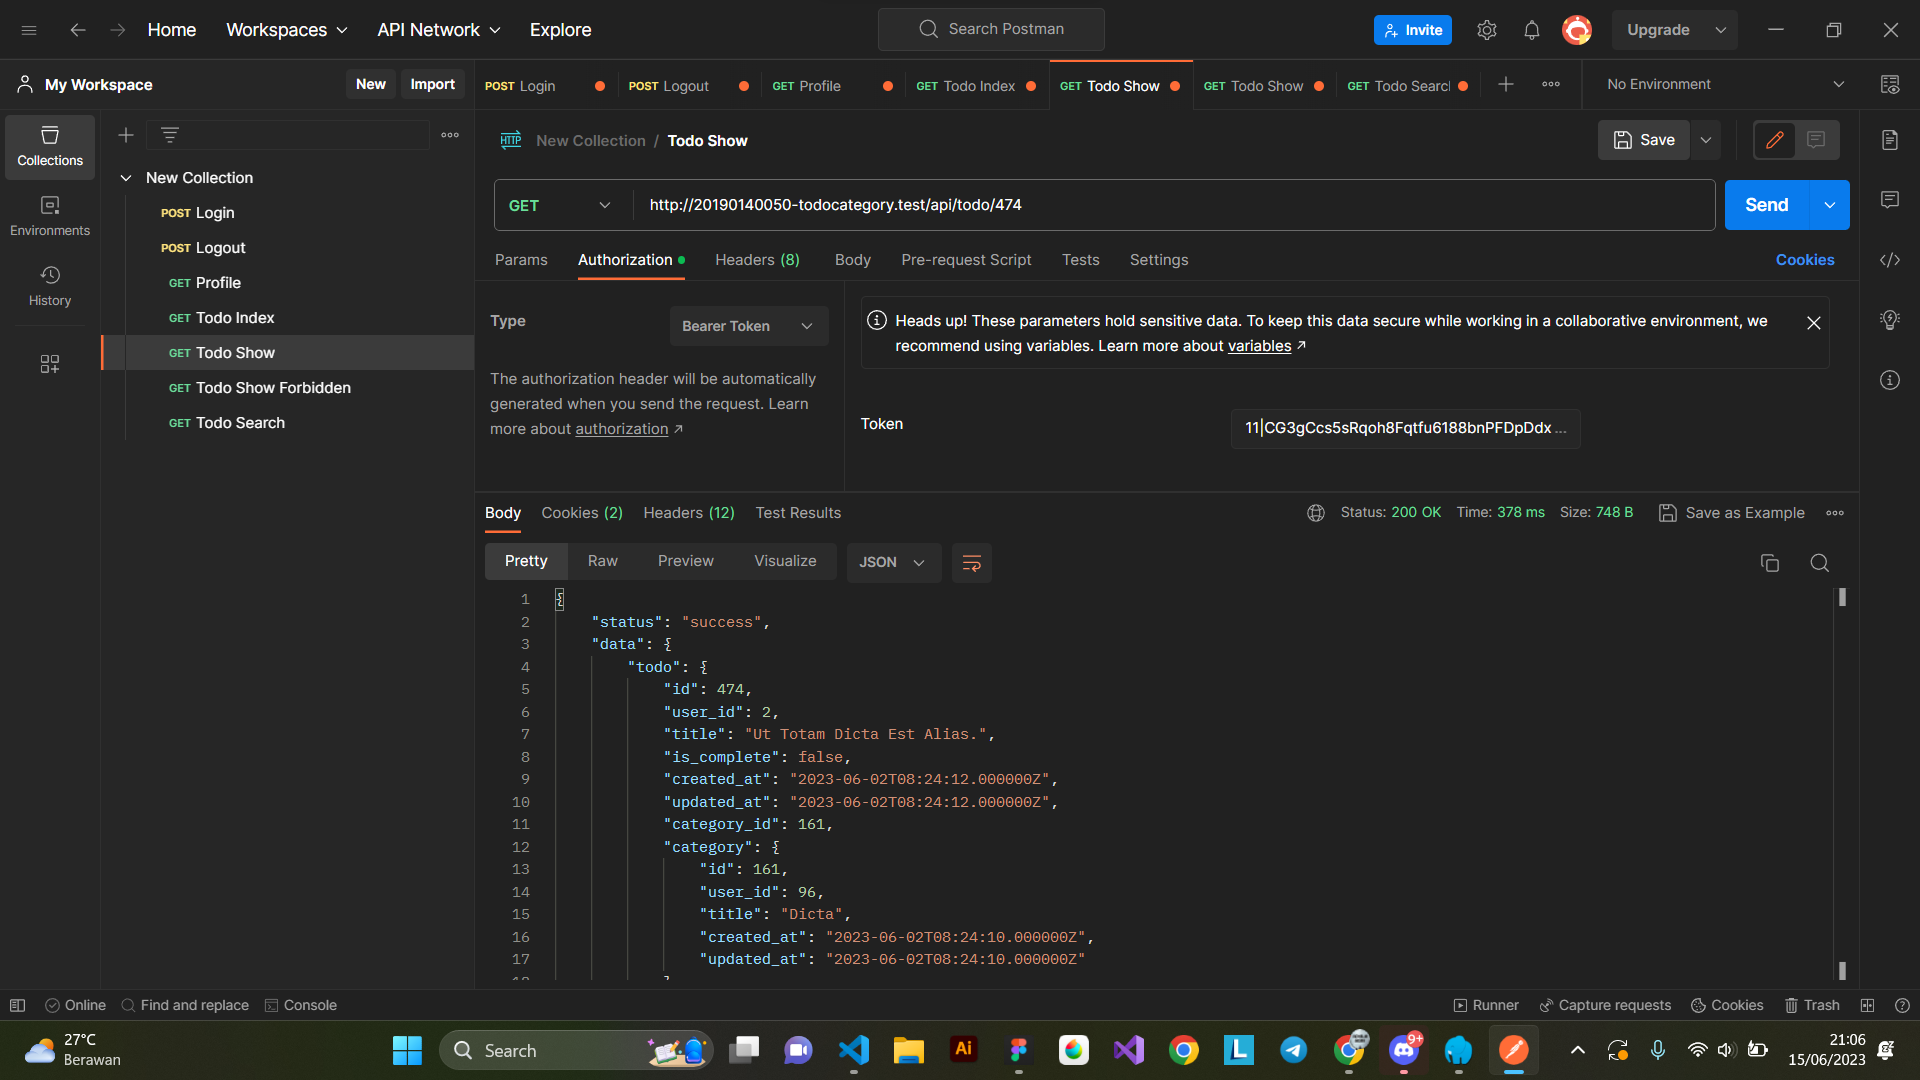 Home
Workspaces
API Network
Explore
Search Postman
Invite
Upgrade
My Workspace
New
Import
POST Login
POST Logout
GET Profile
GET Todo Index
GET Todo Show
GET Todo Show
GET Todo Searc
No Environment
Collections
Environments
History
New Collection
POST Login
POST Logout
GET Profile
GET Todo Index
GET Todo Show
GET Todo Show Forbidden
GET Todo Search
HTTP New Collection / Todo Show
Save
GET
http://20190140050-todocategory.test/api/todo/474
Send
Params
Authorization
Headers (8)
Body
Pre-request Script
Tests
Settings
Cookies
Type
Bearer Token
The authorization header will be automatically
generated when you send the request. Learn
more about authorization ↗
Heads up! These parameters hold sensitive data. To keep this data secure while working in a collaborative environment, we
recommend using variables. Learn more about variables ↗
Token
11|CG3gCcs5sRqoh8Fqtfu6188bnPFDpDdx ...
Body
Cookies (2)
Headers (12)
Test Results
Status: 200 OK
Time: 378 ms
Size: 748 B
Save as Example
Pretty
Raw
Preview
Visualize
JSON
1 {
2 "status": "success",
3 "data": {
4 "todo": {
5 "id": 474,
6 "user_id": 2,
7 "title": "Ut Totam Dicta Est Alias.",
8 "is_complete": false,
9 "created_at": "2023-06-02T08:24:12.000000Z",
10 "updated_at": "2023-06-02T08:24:12.000000Z",
11 "category_id": 161,
12 "category": {
13 "id": 161,
14 "user_id": 96,
15 "title": "Dicta",
16 "created_at": "2023-06-02T08:24:10.000000Z",
17 "updated_at": "2023-06-02T08:24:10.000000Z"
Online
Find and replace
Console
Runner
Capture requests
Cookies
Trash
27°C
Berawan
Search
Ai
L
9+
21:06
15/06/2023